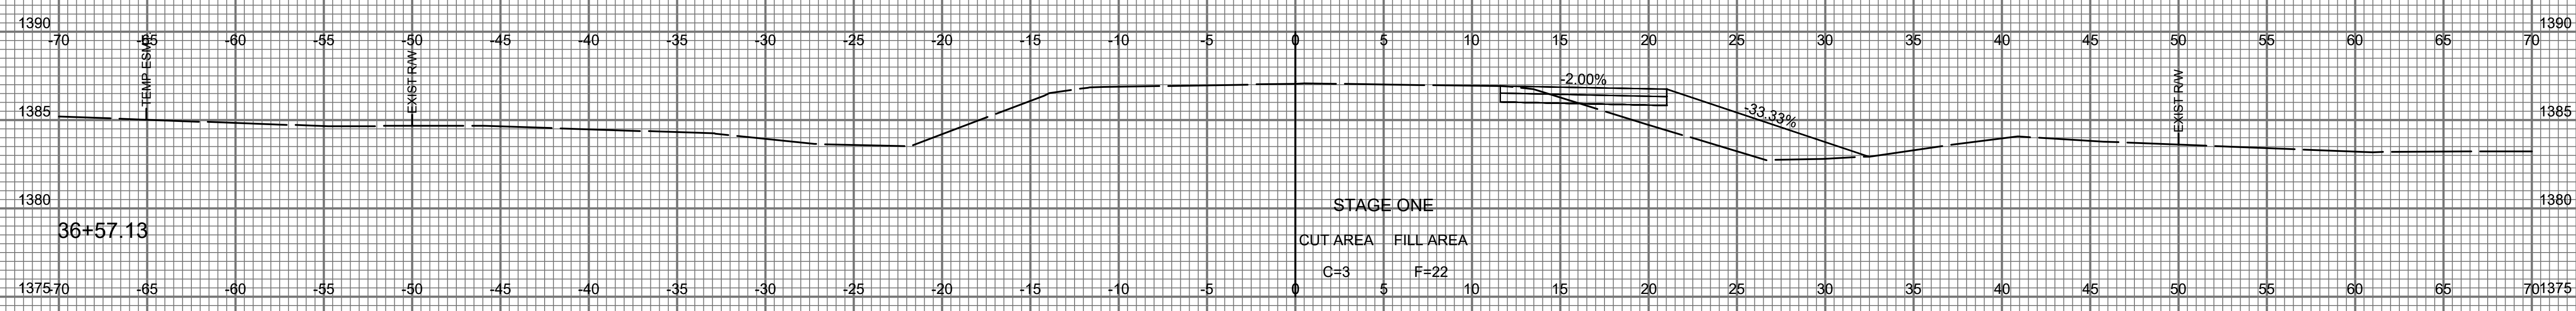 1390 1390
-70 -65 -60 -55 -50 -45 -40 -35 -30 -25 -20 -15 -10 -5 0 5 10 15 20 25 30 35 40 45 50 55 60 65 70
TEMP ESMT
EXIST R/W
-2.00%
-33.33%
EXIST R/W
1385 1385
1380 1380
STAGE ONE
36+57.13
CUT AREA FILL AREA
C=3 F=22
1375 1375
-70 -65 -60 -55 -50 -45 -40 -35 -30 -25 -20 -15 -10 -5 0 5 10 15 20 25 30 35 40 45 50 55 60 65 70